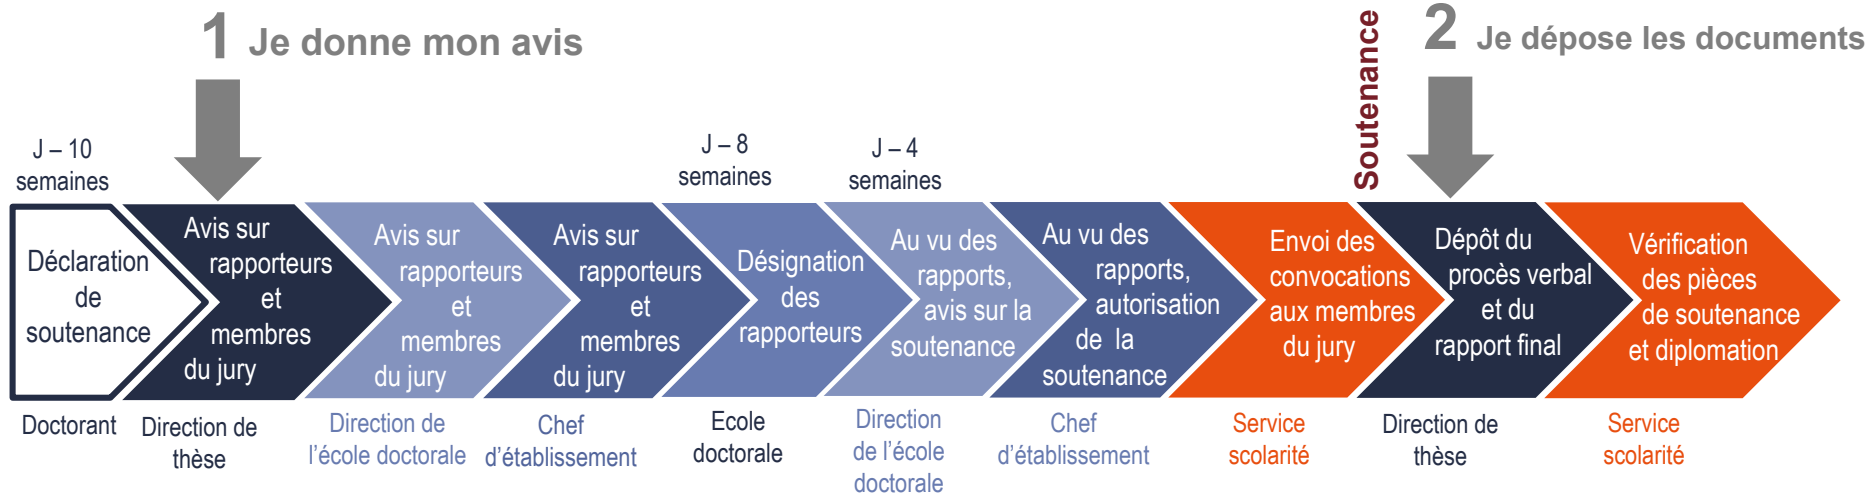 1 Je donne mon avis
Soutenance
2 Je dépose les documents
J – 10
semaines
J – 8
semaines
J – 4
semaines
Déclaration
de
soutenance
Avis sur
rapporteurs
et
membres
du jury
Avis sur
rapporteurs
et
membres
du jury
Avis sur
rapporteurs
et
membres
du jury
Désignation
des
rapporteurs
Au vu des
rapports,
avis sur la
soutenance
Au vu des
rapports,
autorisation
de la
soutenance
Envoi des
convocations
aux membres
du jury
Dépôt du
procès verbal
et du
rapport final
Vérification
des pièces
de soutenance
et diplomation
Doctorant
Direction de
thèse
Direction de
l'école doctorale
Chef
d'établissement
Ecole
doctorale
Direction
de l'école
doctorale
Chef
d'établissement
Service
scolarité
Direction de
thèse
Service
scolarité